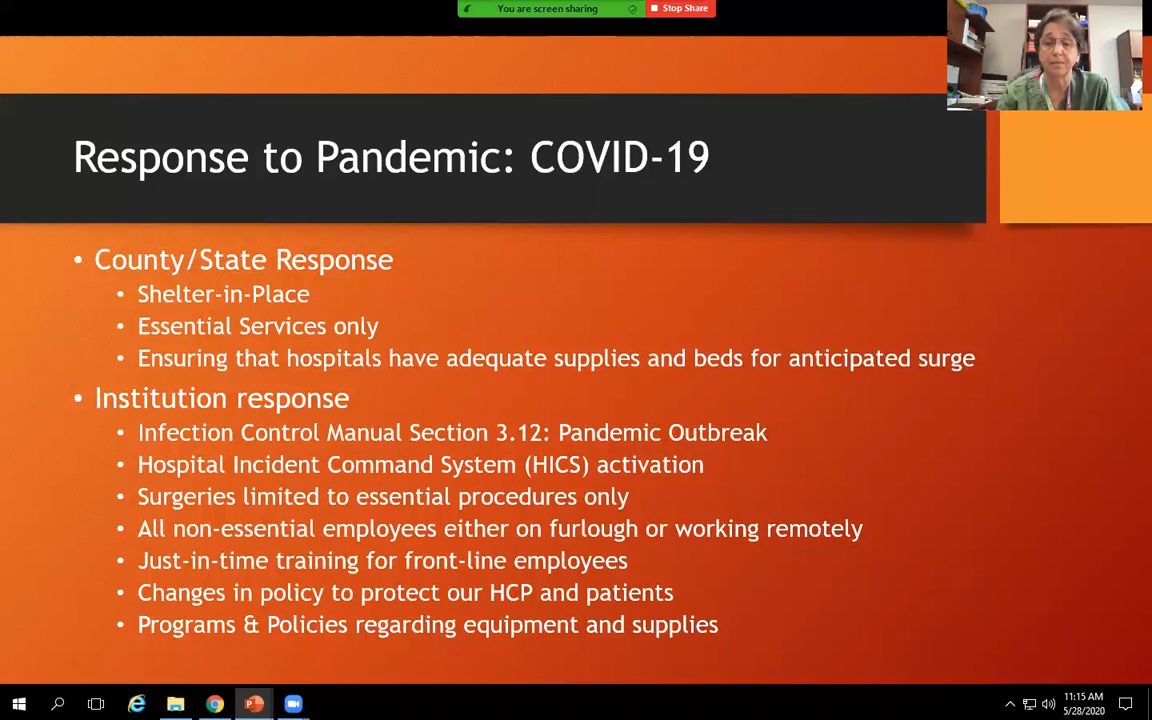 You are screen sharing
Stop Share
Response to Pandemic: COVID-19
• County/State Response
• Shelter-in-Place
• Essential Services only
• Ensuring that hospitals have adequate supplies and beds for anticipated surge
• Institution response
• Infection Control Manual Section 3.12: Pandemic Outbreak
• Hospital Incident Command System (HICS) activation
• Surgeries limited to essential procedures only
• All non-essential employees either on furlough or working remotely
• Just-in-time training for front-line employees
• Changes in policy to protect our HCP and patients
• Programs & Policies regarding equipment and supplies
11:15 AM
5/28/2020